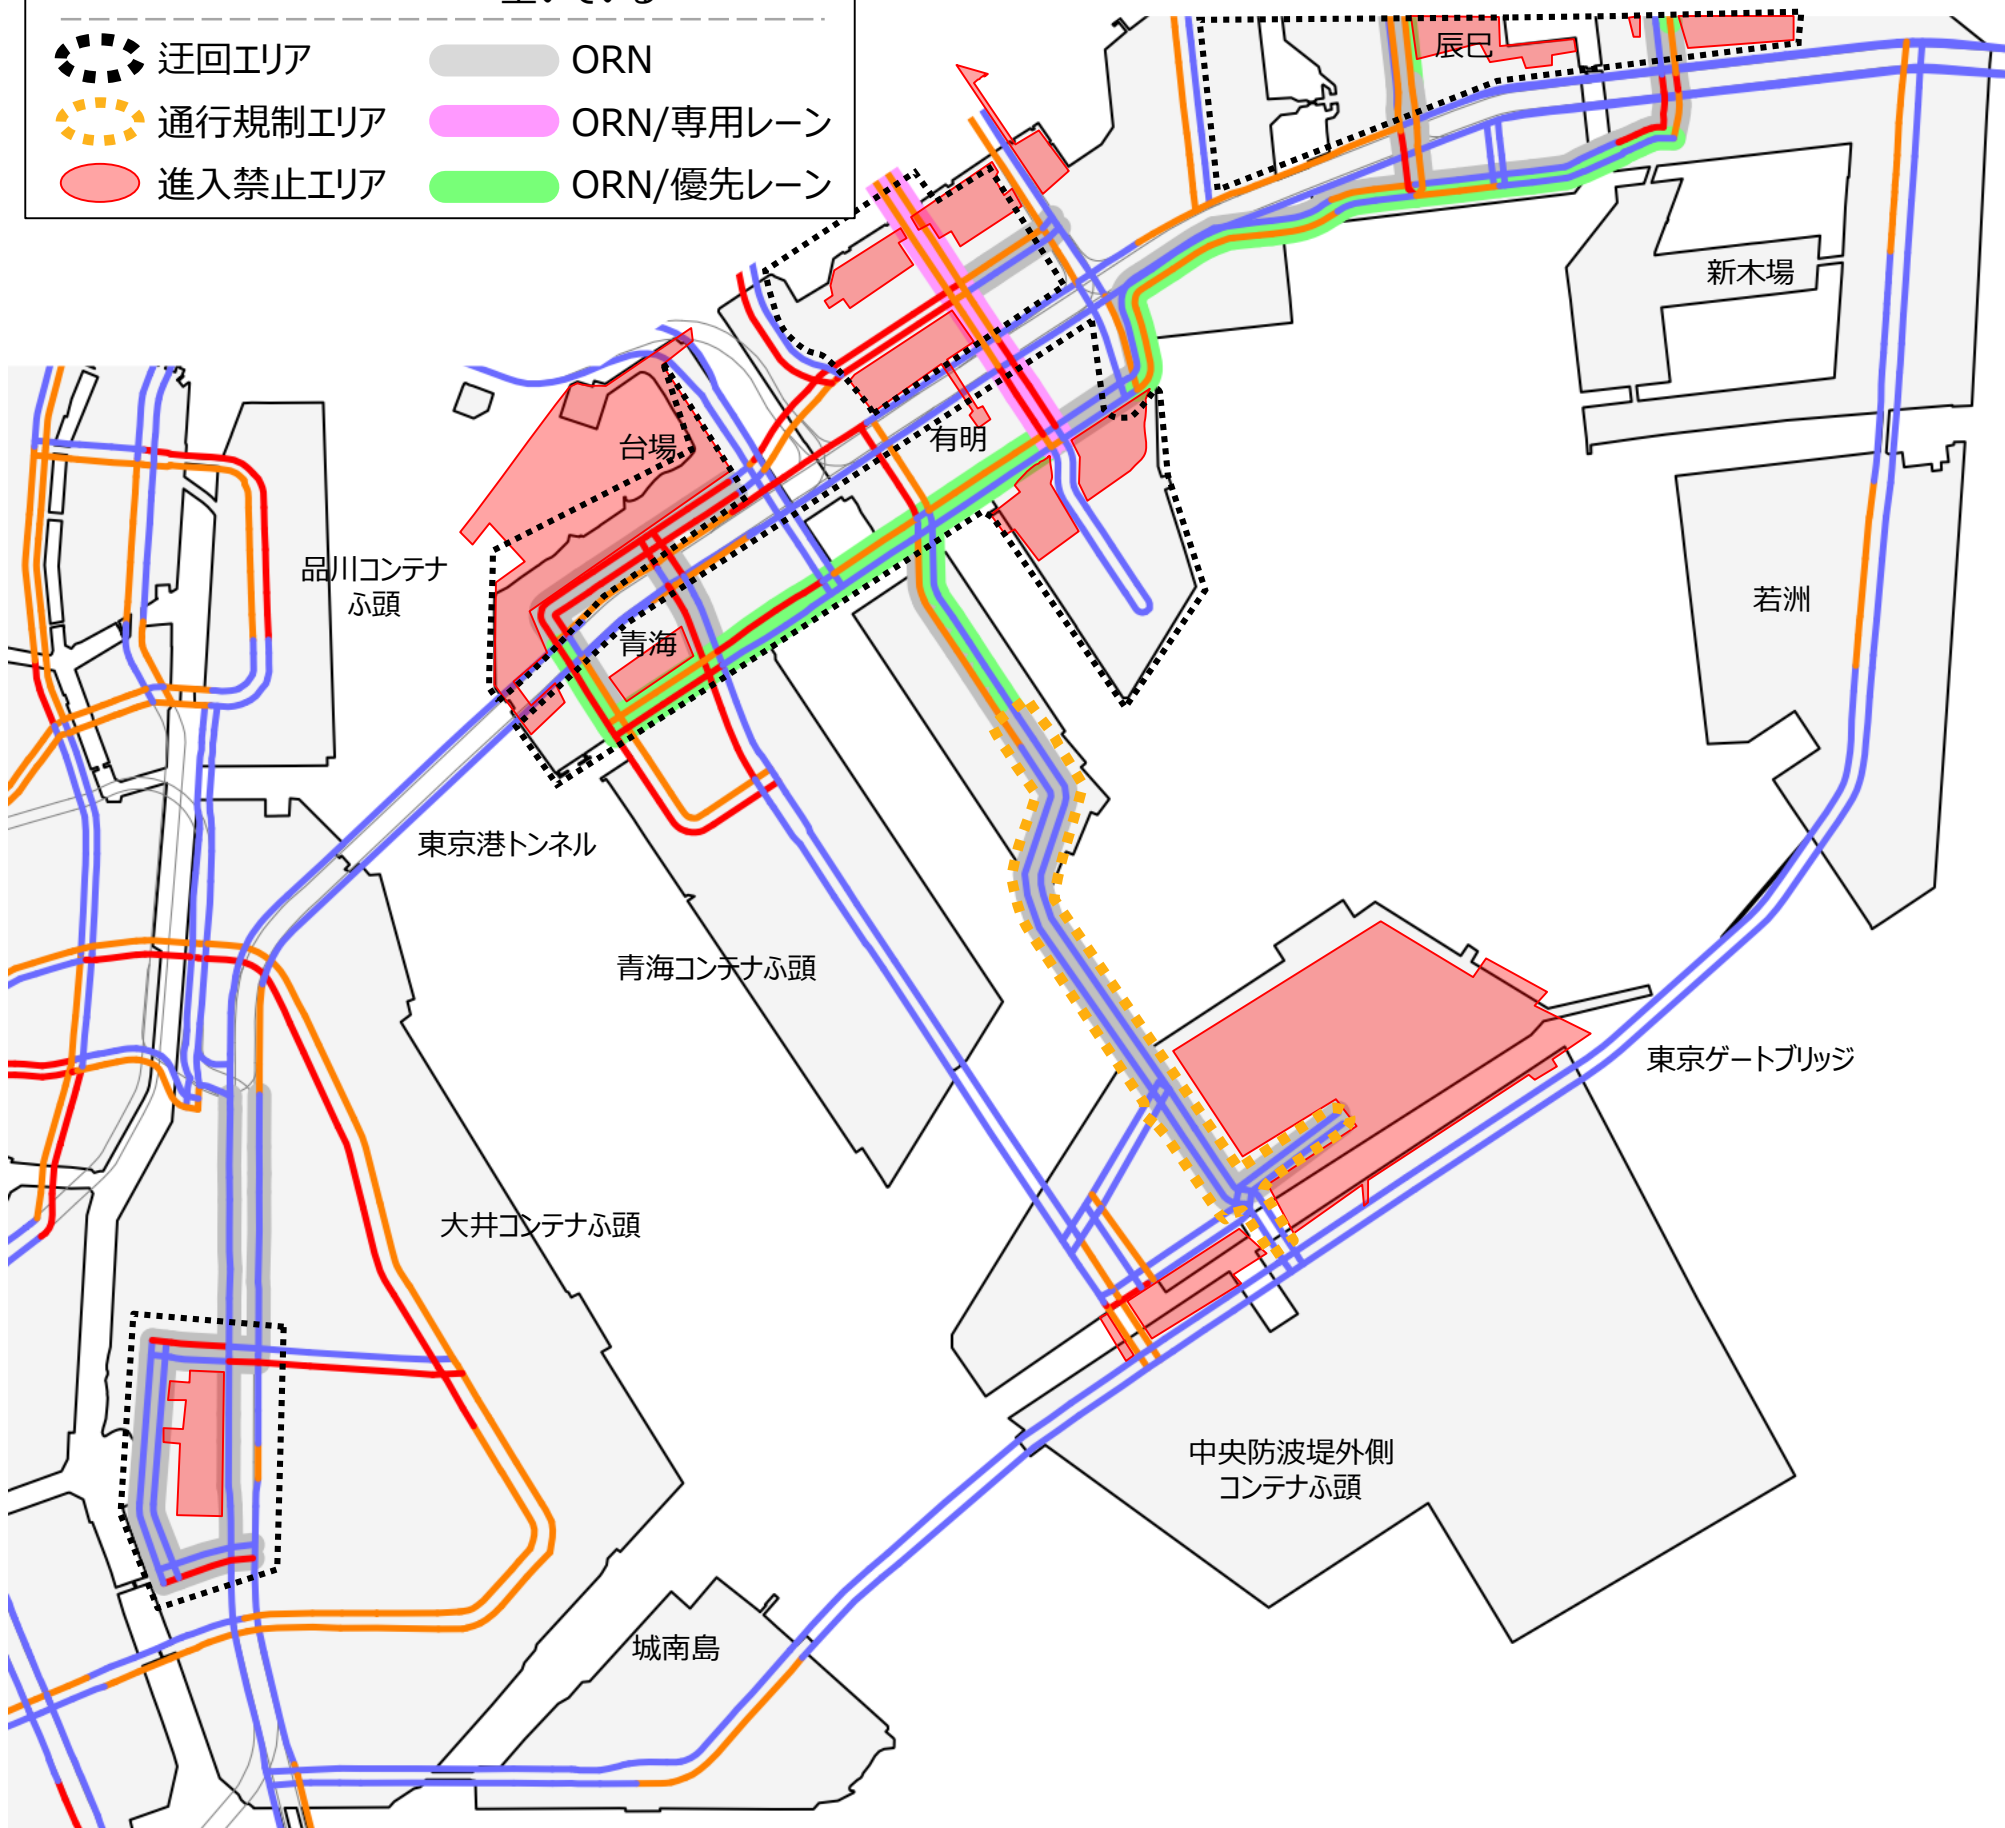 空いている
迂回エリア
ORN
通行規制エリア
ORN/専用レーン
進入禁止エリア
ORN/優先レーン
辰巳
新木場
有明
台場
品川コンテナ
ふ頭
若洲
青海
東京港トンネル
青海コンテナふ頭
東京ゲートブリッジ
大井コンテナふ頭
中央防波堤外側
コンテナふ頭
城南島